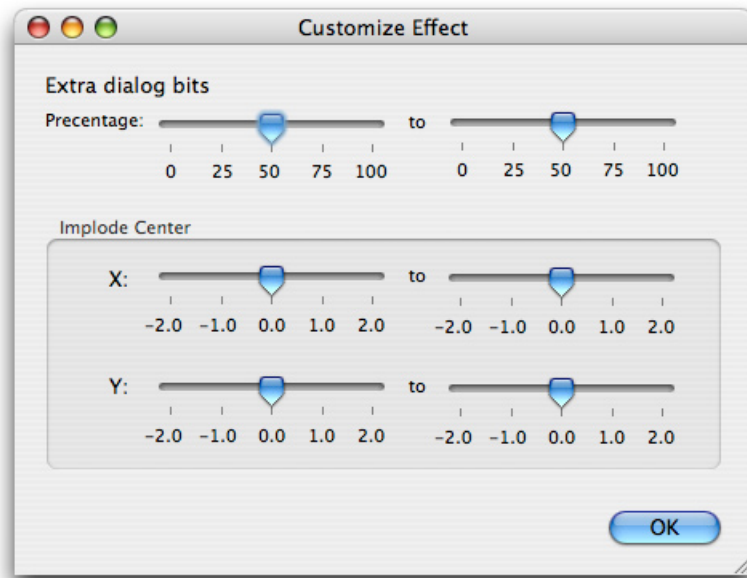 Customize Effect
Extra dialog bits
Precentage: to
0 25 50 75 100 0 25 50 75 100
Implode Center
X: to
-2.0 -1.0 0.0 1.0 2.0 -2.0 -1.0 0.0 1.0 2.0
Y: to
-2.0 -1.0 0.0 1.0 2.0 -2.0 -1.0 0.0 1.0 2.0
OK